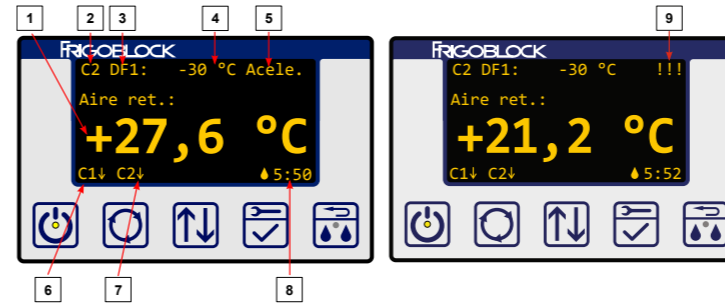 1 2 3 4 5
FRIGOBLOCK
C2 DF1: -30 °C Acele.
Aire ret.:
+27,6 °C
C1↓ C2↓ 5:50
6 7 8
9
FRIGOBLOCK
C2 DF1: -30 °C !!!
Aire ret.:
+21,2 °C
C1↓ C2↓ 5:52